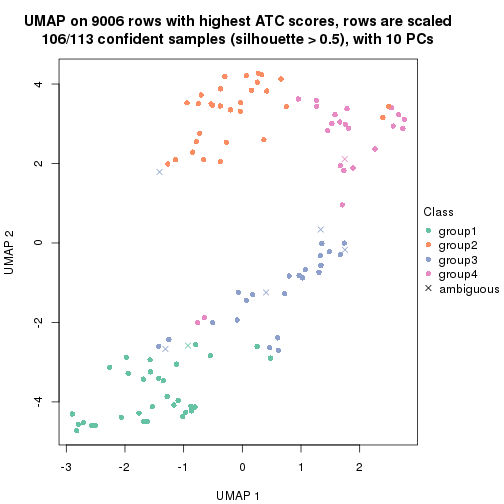 UMAP on 9006 rows with highest ATC scores, rows are scaled
106/113 confident samples (silhouette > 0.5), with 10 PCs
4
2
0
-2
-4
UMAP 2
-3
-2
-1
0
1
2
UMAP 1
Class
group1
group2
group3
group4
ambiguous